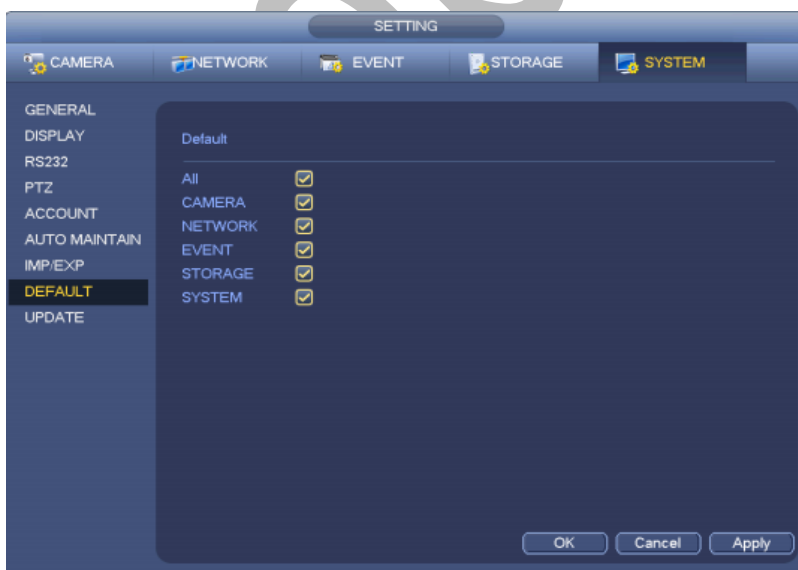 SETTING
CAMERA NETWORK EVENT STORAGE SYSTEM
GENERAL
DISPLAY
RS232
PTZ
ACCOUNT
AUTO MAINTAIN
IMP/EXP
DEFAULT
UPDATE
Default
All
CAMERA
NETWORK
EVENT
STORAGE
SYSTEM
OK Cancel Apply